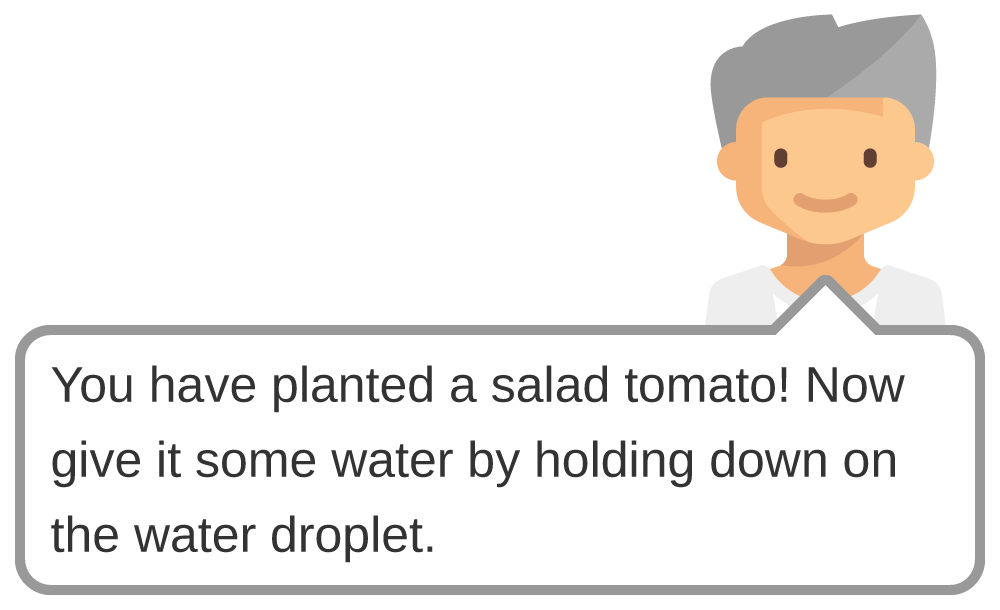 You have planted a salad tomato! Now
give it some water by holding down on
the water droplet.